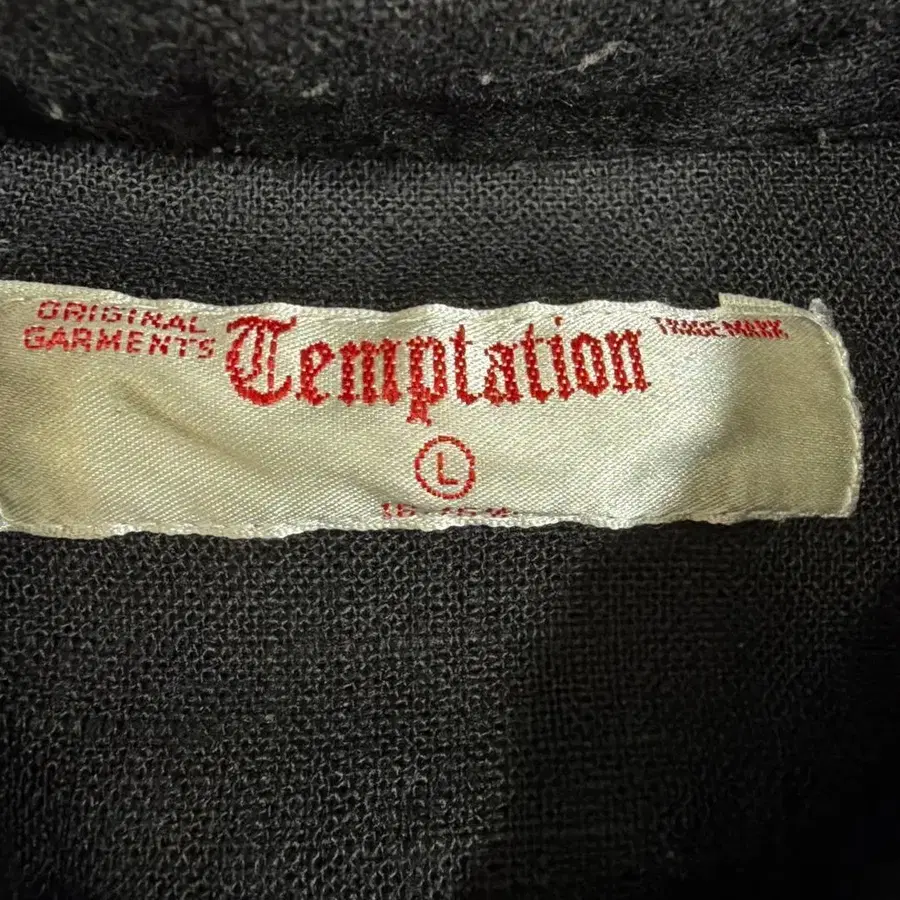 ORIGINAL
GARMENTS
Temptation
TRADE MARK
L